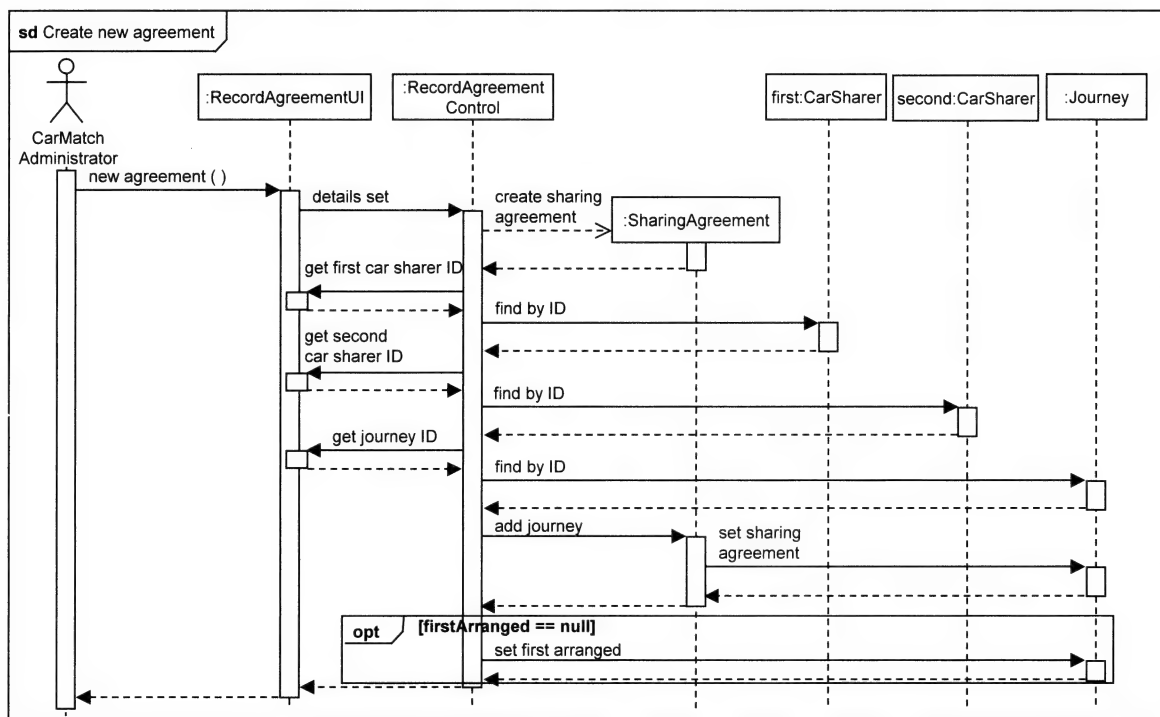 sd Create new agreement
CarMatch
Administrator
:RecordAgreementUI
:RecordAgreement
Control
first:CarSharer
second:CarSharer
:Journey
new agreement ( )
details set
create sharing
agreement
:SharingAgreement
get first car sharer ID
find by ID
get second
car sharer ID
find by ID
get journey ID
find by ID
add journey
set sharing
agreement
opt
[firstArranged == null]
set first arranged